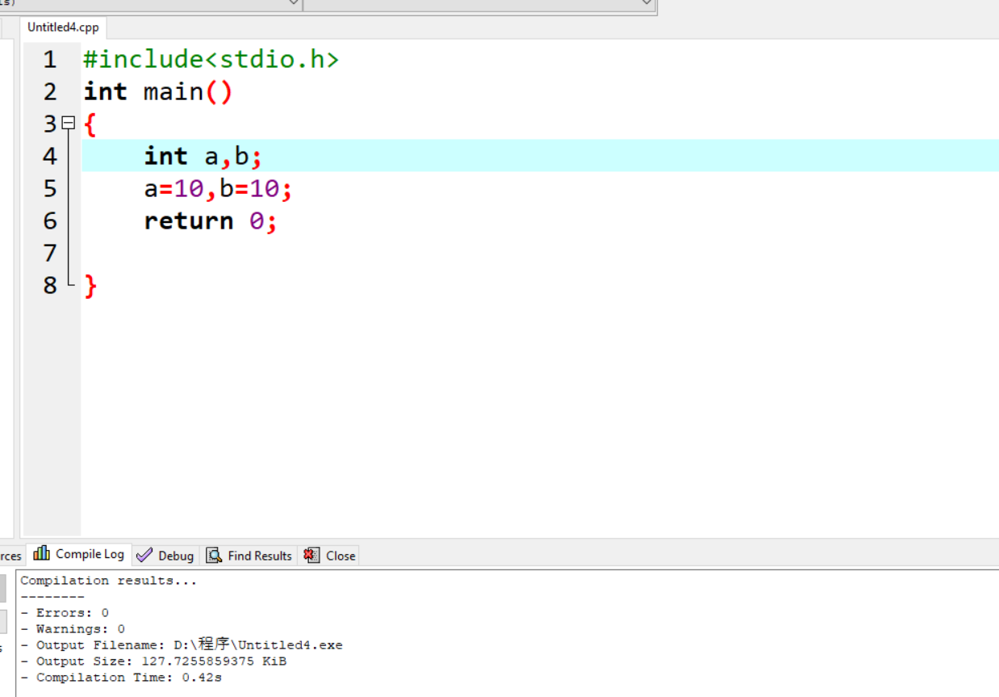 Untitled4.cpp
1 #include<stdio.h>
2 int main()
3 {
4 int a,b;
5 a=10,b=10;
6 return 0;
7
8 }
Compile Log Debug Find Results Close
Compilation results...
--------
- Errors: 0
- Warnings: 0
- Output Filename: D:\程序\Untitled4.exe
- Output Size: 127.7255859375 KiB
- Compilation Time: 0.42s